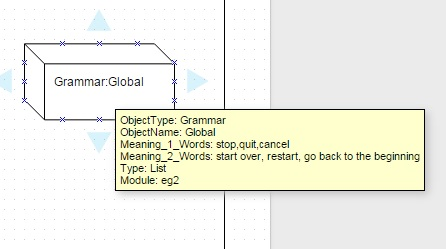 Grammar:Global
ObjectType: Grammar
ObjectName: Global
Meaning_1_Words: stop,quit,cancel
Meaning_2_Words: start over, restart, go back to the beginning
Type: List
Module: eg2